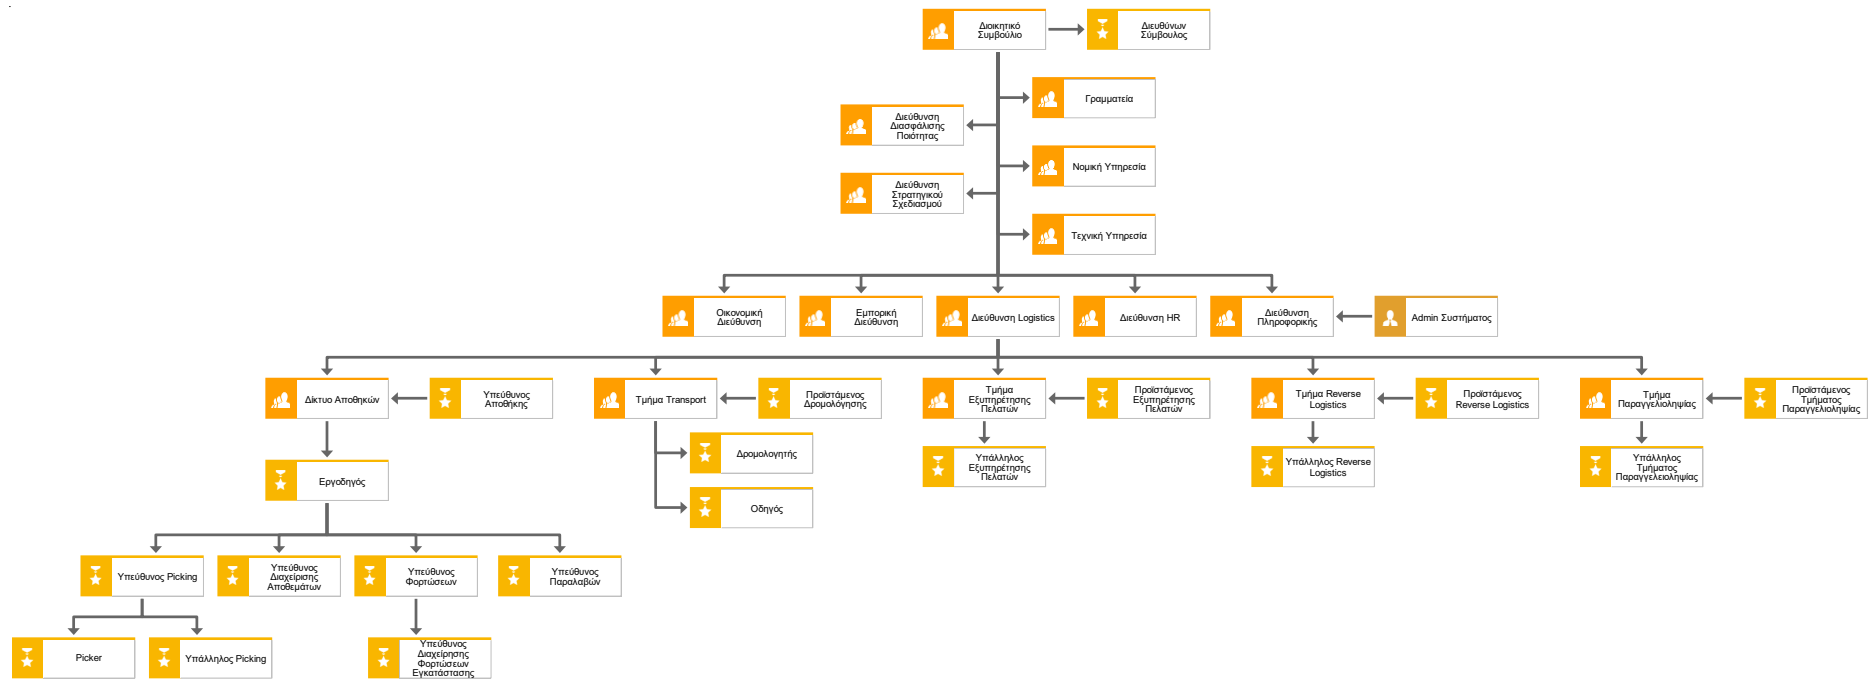 Διοικητικό
Συμβούλιο
Διευθύνων
Σύμβουλος
Γραμματεία
Διεύθυνση
Διασφάλισης
Ποιότητας
Νομική Υπηρεσία
Διεύθυνση
Στρατηγικού
Σχεδιασμού
Τεχνική Υπηρεσία
Οικονομική
Διεύθυνση
Εμπορική
Διεύθυνση
Διεύθυνση Logistics
Διεύθυνση HR
Διεύθυνση
Πληροφορικής
Admin Συστήματος
Δίκτυο Αποθηκών
Υπεύθυνος
Αποθήκης
Τμήμα Transport
Προϊστάμενος
Δρομολόγησης
Τμήμα
Εξυπηρέτησης
Πελατών
Προϊστάμενος
Εξυπηρέτησης
Πελατών
Τμήμα Reverse
Logistics
Προϊστάμενος
Reverse Logistics
Τμήμα
Παραγγελιοληψίας
Προϊστάμενος
Τμήματος
Παραγγελιοληψίας
Δρομολογητής
Υπάλληλος
Εξυπηρέτησης
Πελατών
Υπάλληλος Reverse
Logistics
Υπάλληλος
Τμήματος
Παραγγελειοληψίας
Εργοδηγός
Οδηγός
Υπεύθυνος Picking
Υπεύθυνος
Διαχείρισης
Αποθεμάτων
Υπεύθυνος
Φορτώσεων
Υπεύθυνος
Παραλαβών
Picker
Υπάλληλος Picking
Υπεύθυνος
Διαχείρησης
Φορτώσεων
Εγκατάστασης